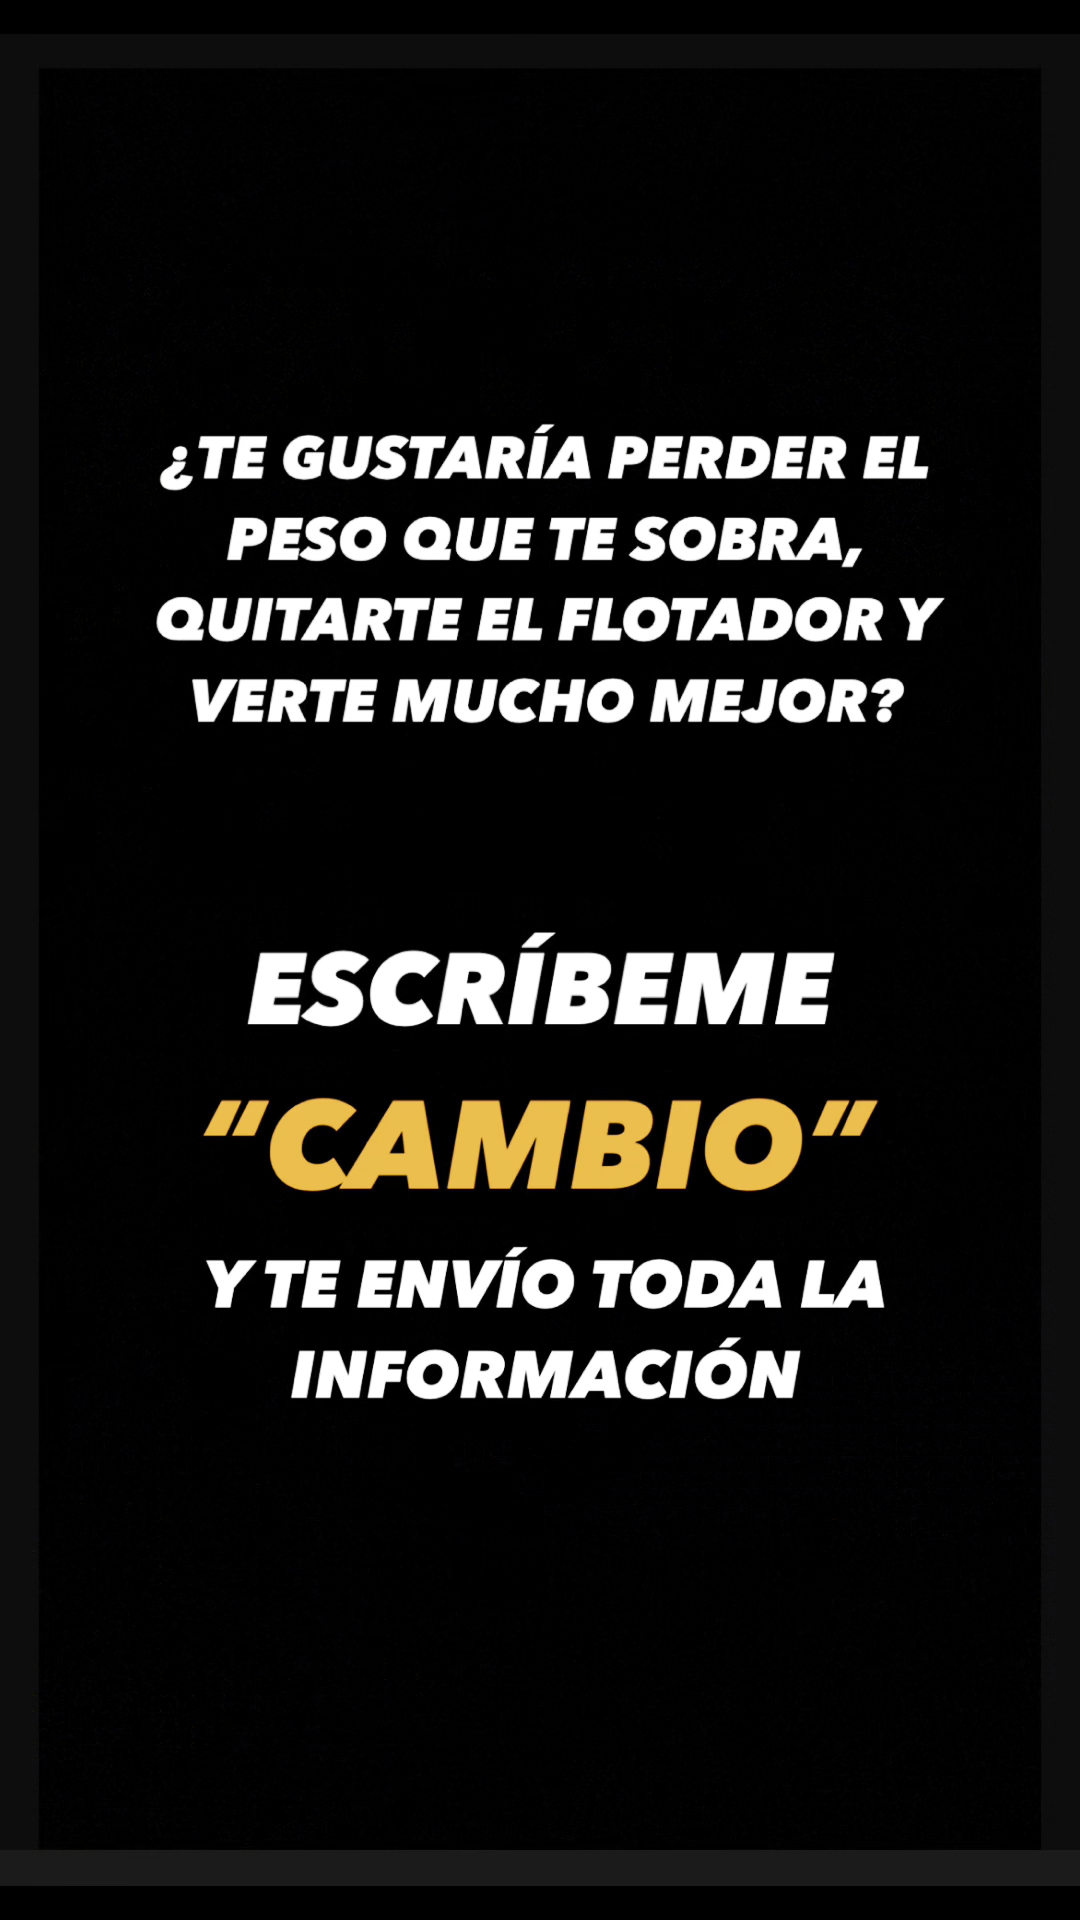 ¿TE GUSTARÍA PERDER EL
PESO QUE TE SOBRA,
QUITARTE EL FLOTADOR Y
VERTE MUCHO MEJOR?
ESCRÍBEME
"CAMBIO"
Y TE ENVÍO TODA LA
INFORMACIÓN